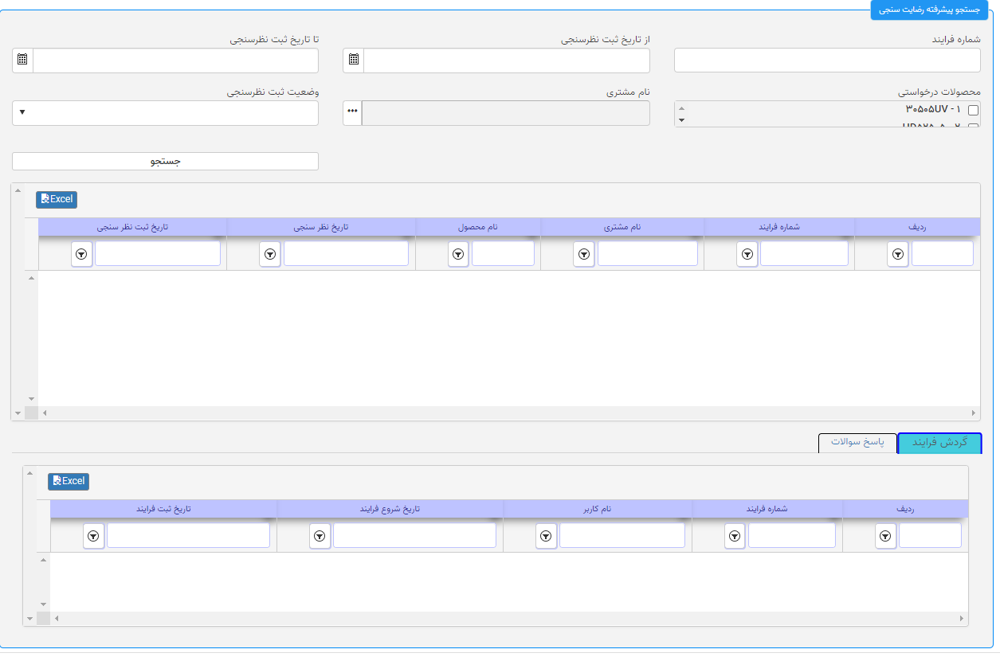 جستجو پیشرفته رضایت سنجی
شماره فرایند
از تاریخ ثبت نظرسنجی
تا تاریخ ثبت نظرسنجی
محصولات درخواستی
نام مشتری
وضعیت ثبت نظرسنجی
۱ - ۳۰۵۰۵UV
•••
جستجو
Excel
ردیف شماره فرایند نام مشتری نام محصول تاریخ نظر سنجی تاریخ ثبت نظر سنجی
گردش فرایند
پاسخ سوالات
Excel
ردیف شماره فرایند نام کاربر تاریخ شروع فرایند تاریخ ثبت فرایند